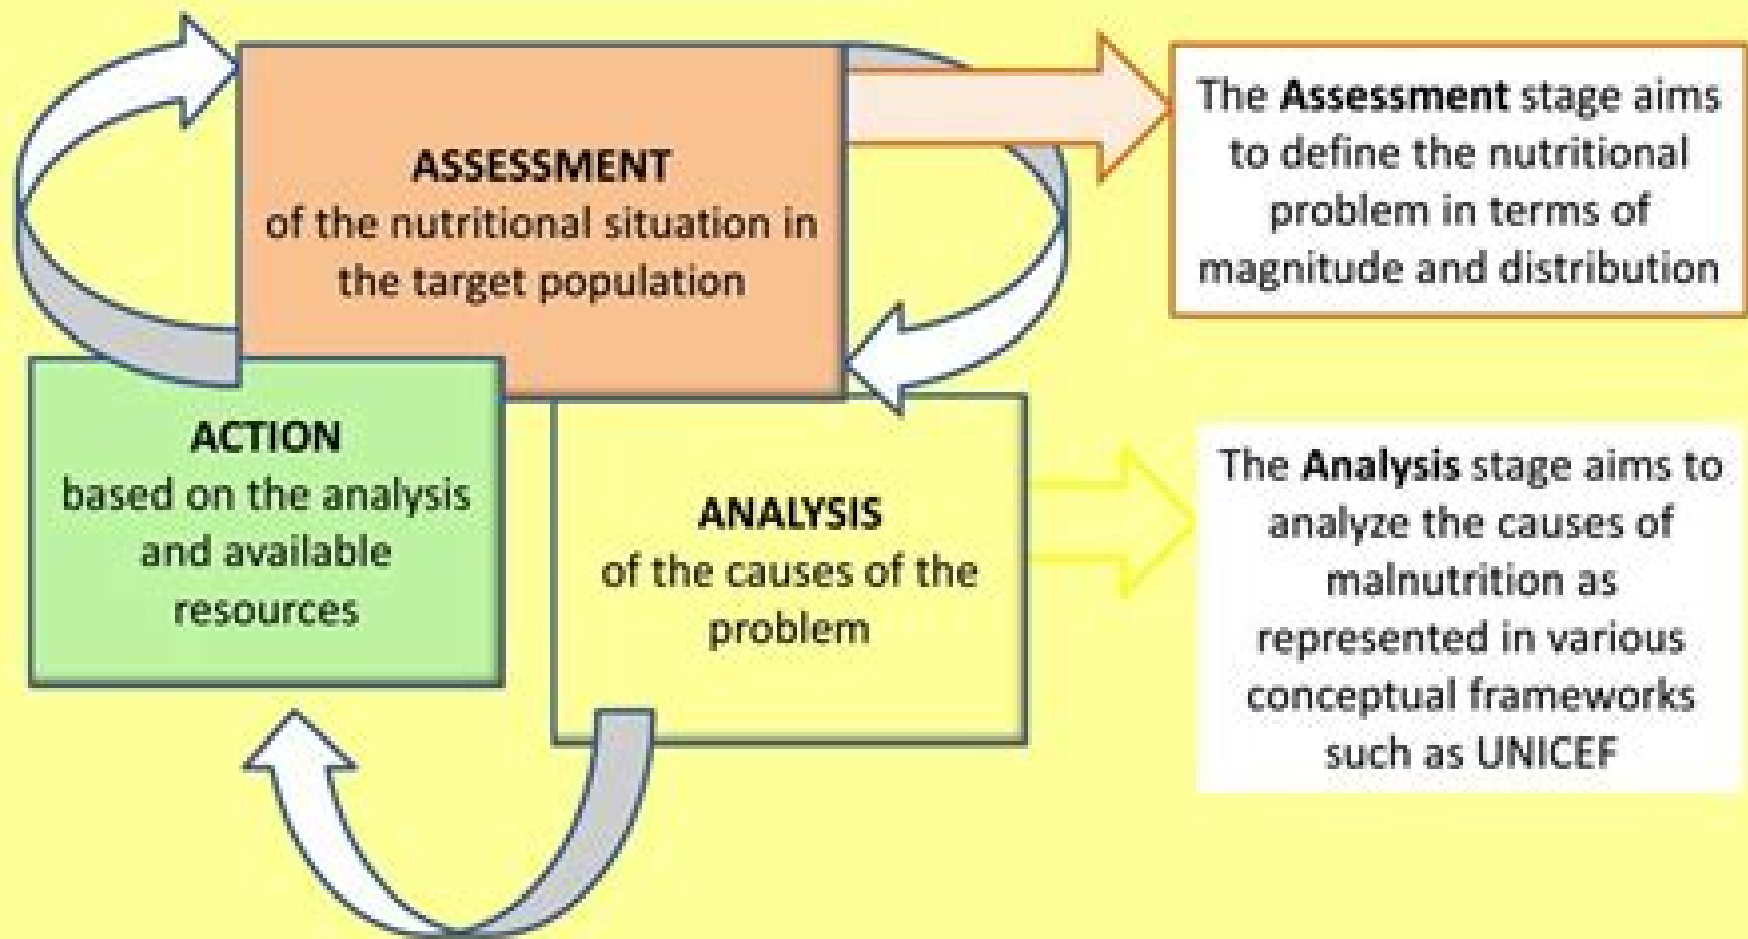 ASSESSMENT
of the nutritional situation in
the target population
The Assessment stage aims
to define the nutritional
problem in terms of
magnitude and distribution
ACTION
based on the analysis
and available
resources
ANALYSIS
of the causes of the
problem
The Analysis stage aims to
analyze the causes of
malnutrition as
represented in various
conceptual frameworks
such as UNICEF